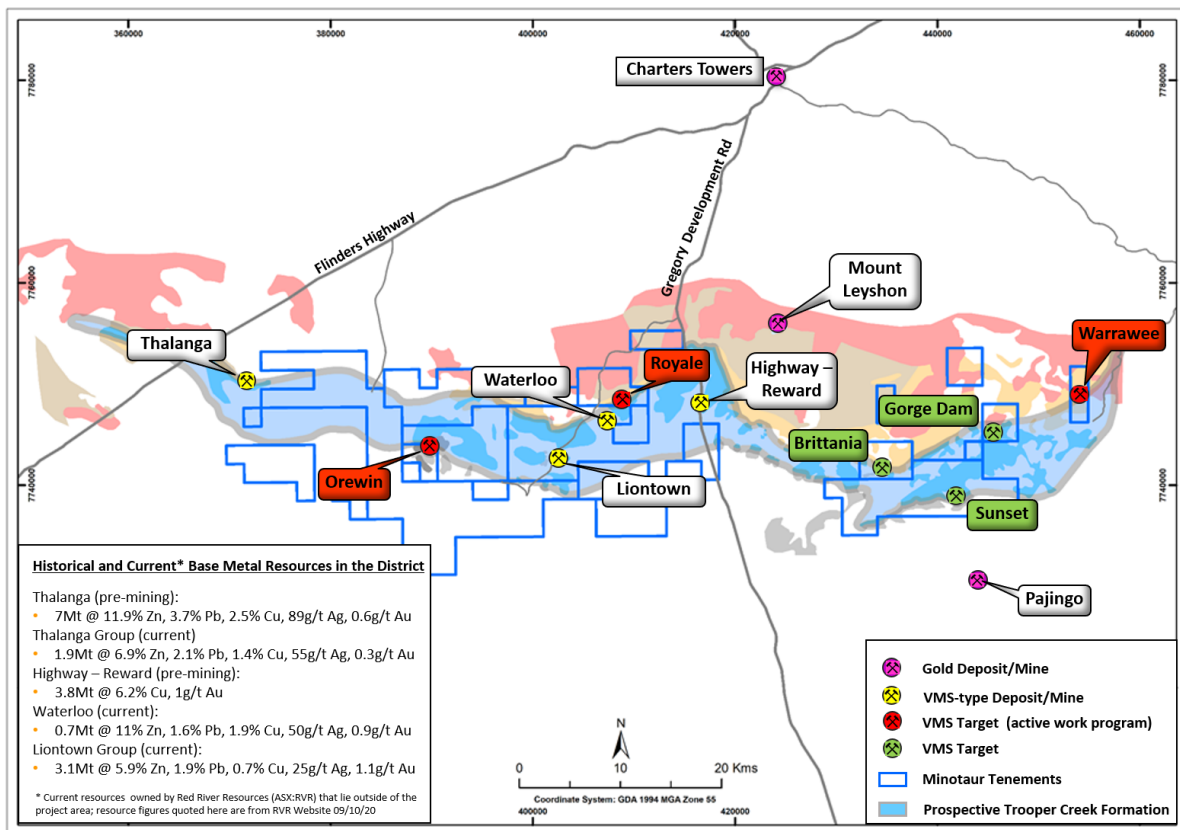 360000
380000
400000
420000
440000
460000
7780000
7780000
Charters Towers
Flinders Highway
Gregory Development Rd
7760000
7760000
Mount
Leyshon
Thalanga
Waterloo
Royale
Highway –
Reward
Warrawee
Gorge Dam
Brittania
Orewin
Liontown
Sunset
7740000
7740000
Pajingo
Historical and Current* Base Metal Resources in the District
Thalanga (pre-mining):
• 7Mt @ 11.9% Zn, 3.7% Pb, 2.5% Cu, 89g/t Ag, 0.6g/t Au
Thalanga Group (current)
• 1.9Mt @ 6.9% Zn, 2.1% Pb, 1.4% Cu, 55g/t Ag, 0.3g/t Au
Highway – Reward (pre-mining):
• 3.8Mt @ 6.2% Cu, 1g/t Au
Waterloo (current):
• 0.7Mt @ 11% Zn, 1.6% Pb, 1.9% Cu, 50g/t Ag, 0.9g/t Au
Liontown Group (current):
• 3.1Mt @ 5.9% Zn, 1.9% Pb, 0.7% Cu, 25g/t Ag, 1.1g/t Au
* Current resources owned by Red River Resources (ASX:RVR) that lie outside of the
project area; resource figures quoted here are from RVR Website 09/10/20
N
0 10 20 Kms
Coordinate System: GDA 1994 MGA Zone 55
400000
420000
Gold Deposit/Mine
VMS-type Deposit/Mine
VMS Target (active work program)
VMS Target
Minotaur Tenements
Prospective Trooper Creek Formation